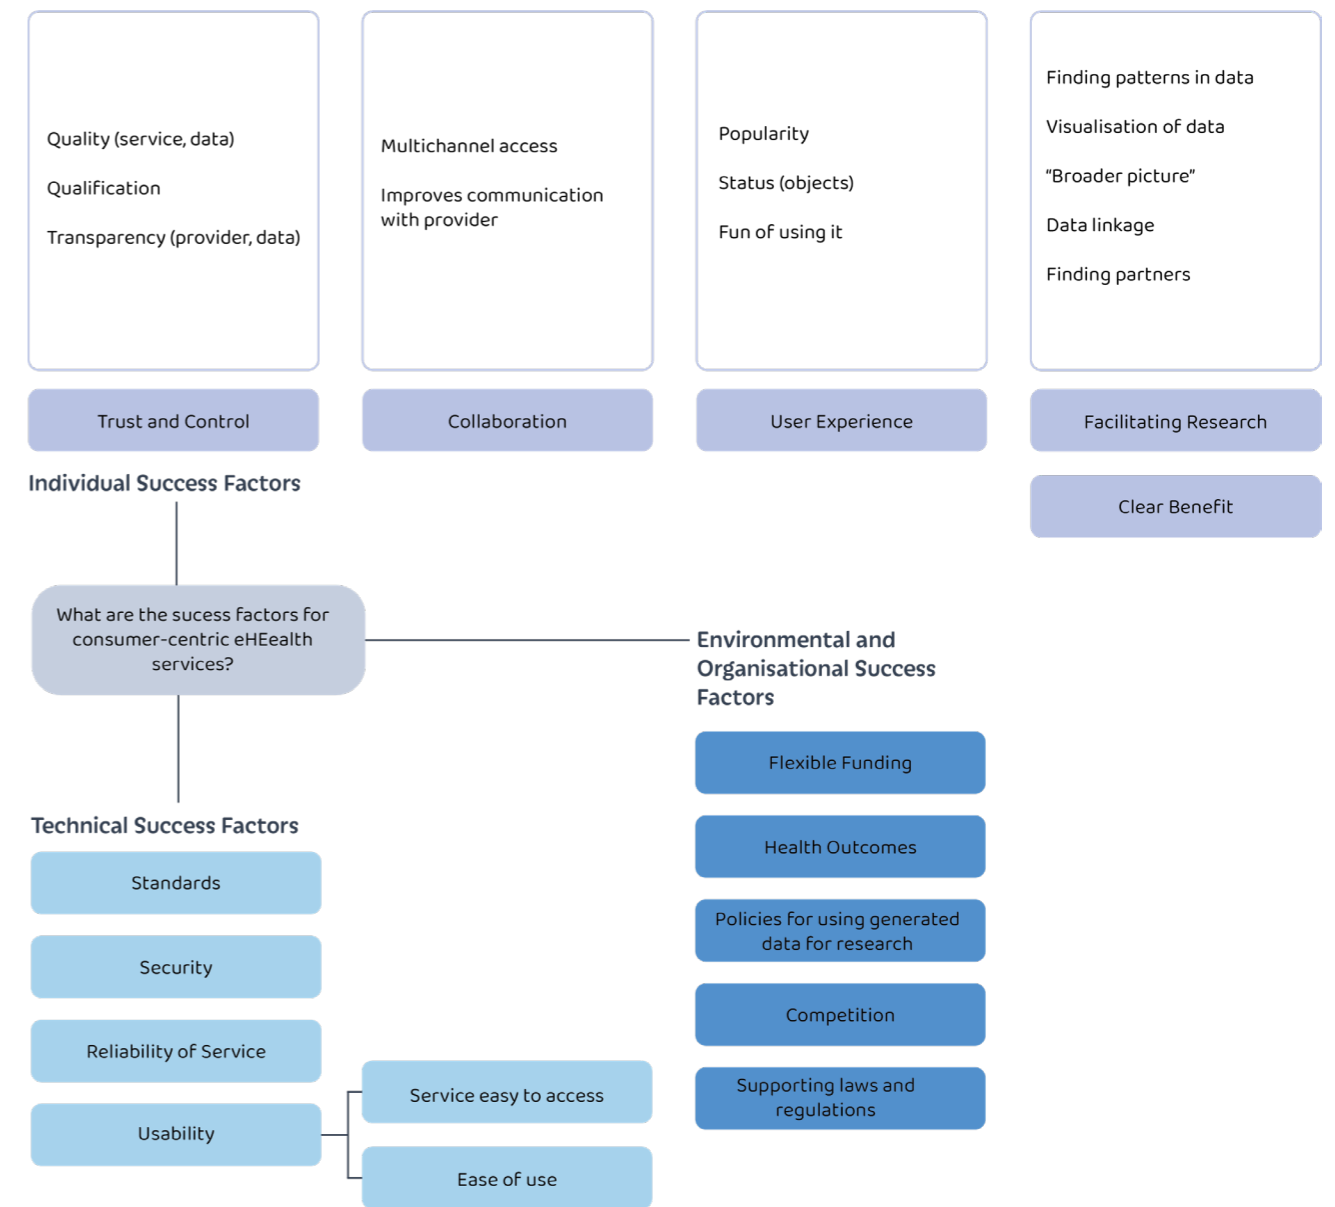 Quality (service, data)
Qualification
Transparency (provider, data)
Multichannel access
Improves communication
with provider
Popularity
Status (objects)
Fun of using it
Finding patterns in data
Visualisation of data
“Broader picture”
Data linkage
Finding partners
Trust and Control
Collaboration
User Experience
Facilitating Research
Individual Success Factors
Clear Benefit
What are the sucess factors for
consumer-centric eHEealth
services?
Environmental and
Organisational Success
Factors
Flexible Funding
Health Outcomes
Policies for using generated
data for research
Competition
Supporting laws and
regulations
Technical Success Factors
Standards
Security
Reliability of Service
Usability
Service easy to access
Ease of use